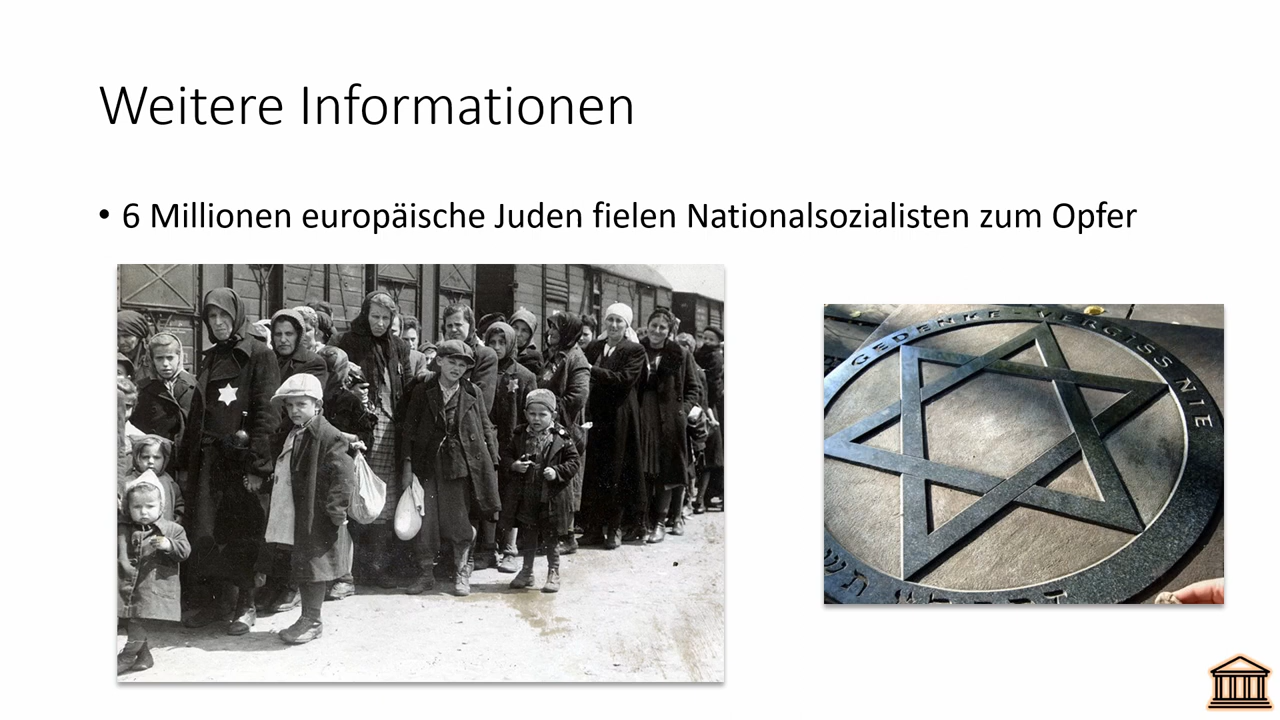 Weitere Informationen
• 6 Millionen europäische Juden fielen Nationalsozialisten zum Opfer
GEDENKE - VERGISS NIE